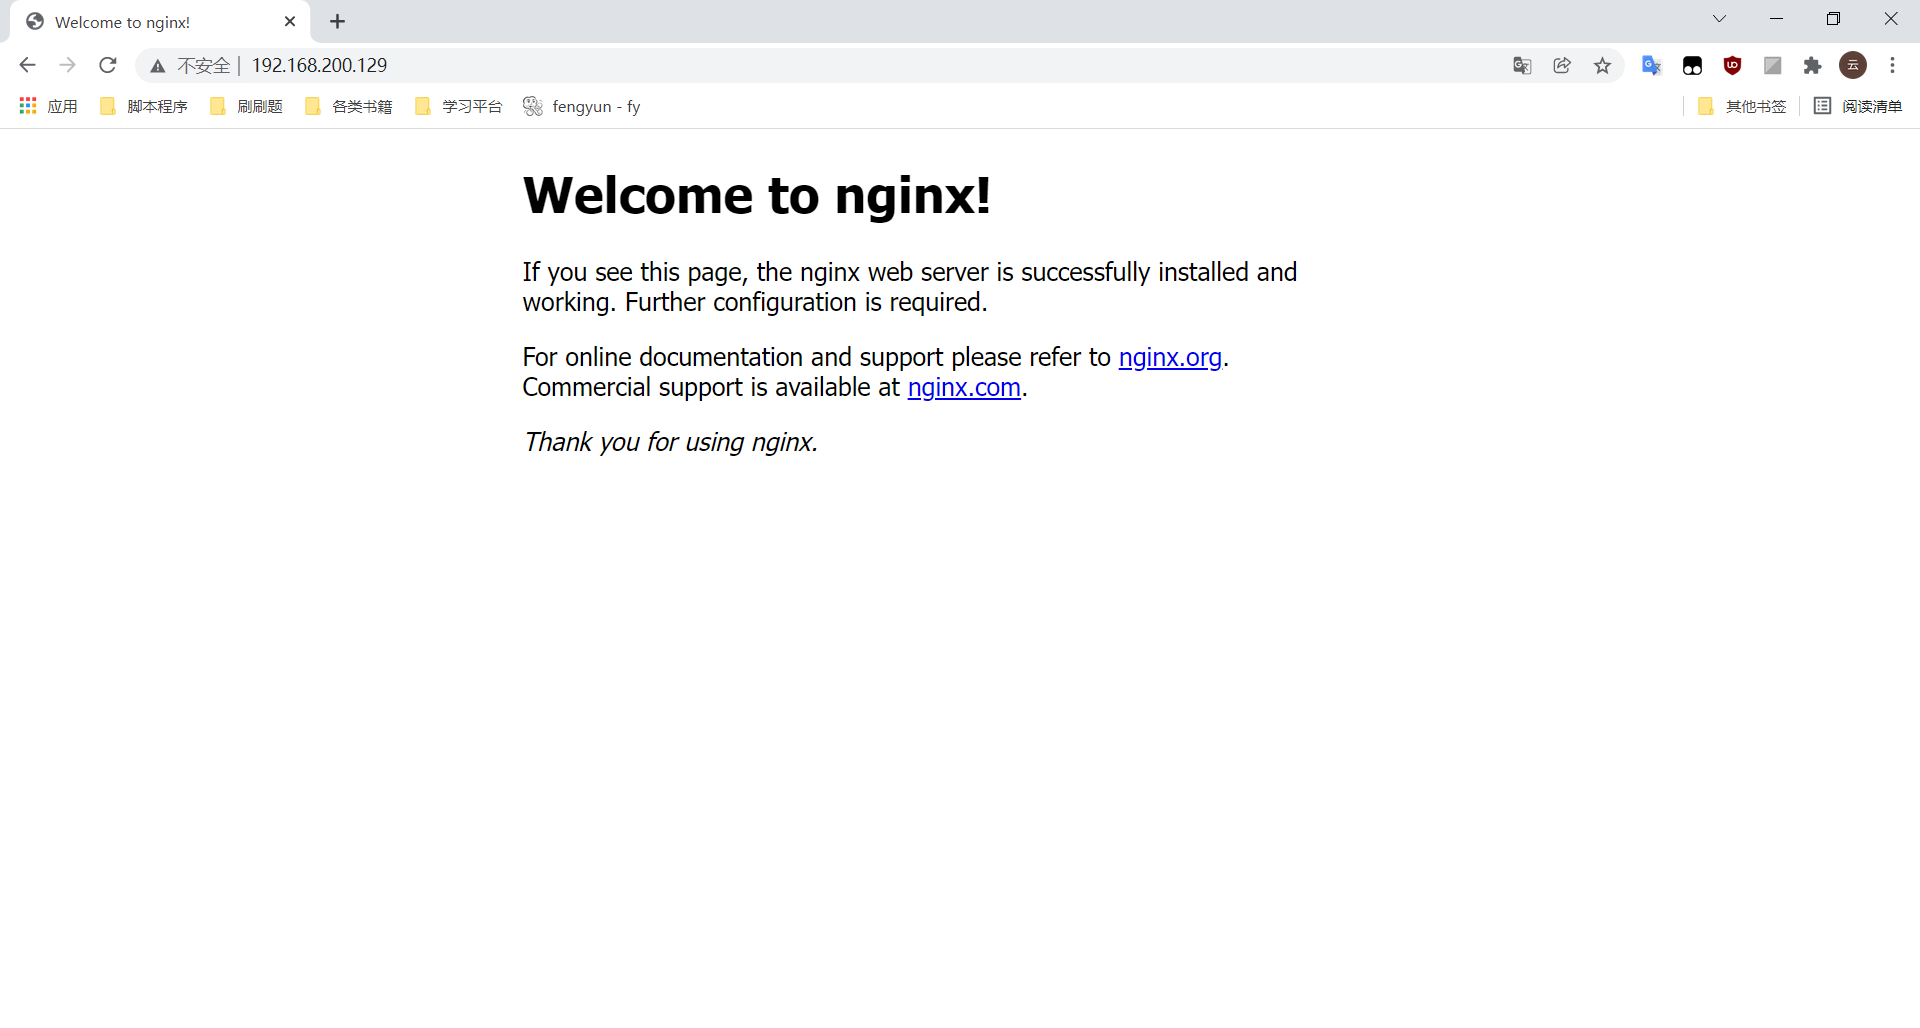 Welcome to nginx!
不安全 | 192.168.200.129
云
应用 脚本程序 刷刷题 各类书籍 学习平台 fengyun - fy 其他书签 阅读清单
Welcome to nginx!
If you see this page, the nginx web server is successfully installed and
working. Further configuration is required.
For online documentation and support please refer to nginx.org.
Commercial support is available at nginx.com.
Thank you for using nginx.